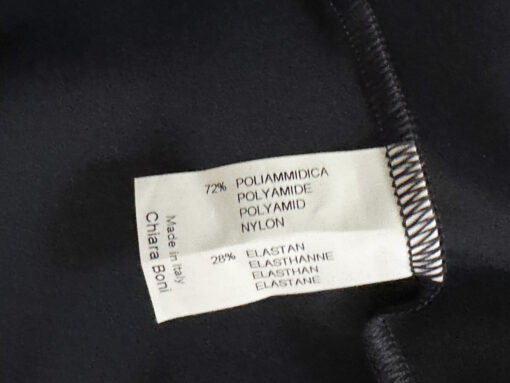 72% POLIAMMIDICA
POLYAMIDE
POLYAMID
NYLON
28% ELASTAN
ELASTHANNE
ELASTHAN
ELASTANE
Made in Italy
Chiara Boni